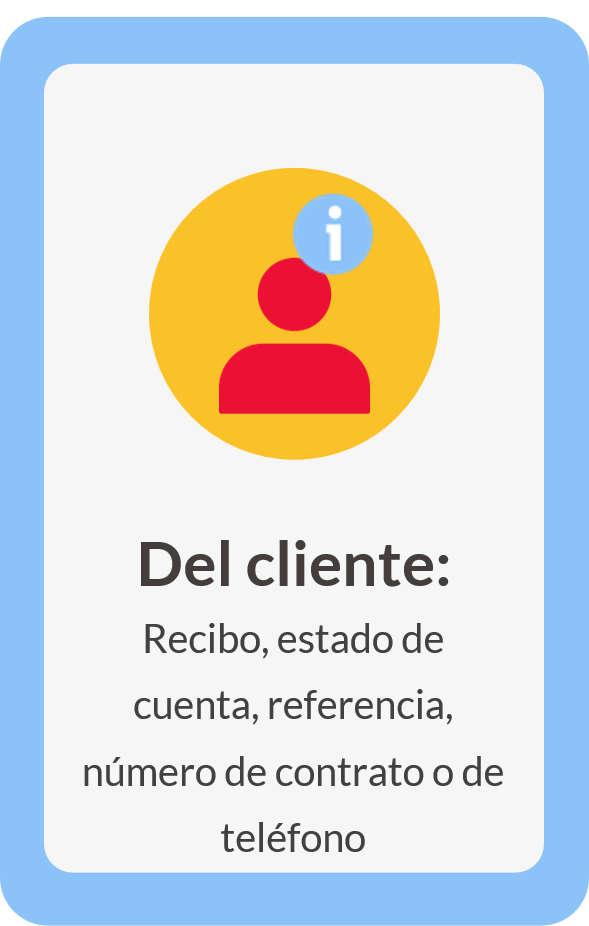 i
Del cliente:
Recibo, estado de
cuenta, referencia,
número de contrato o de
teléfono